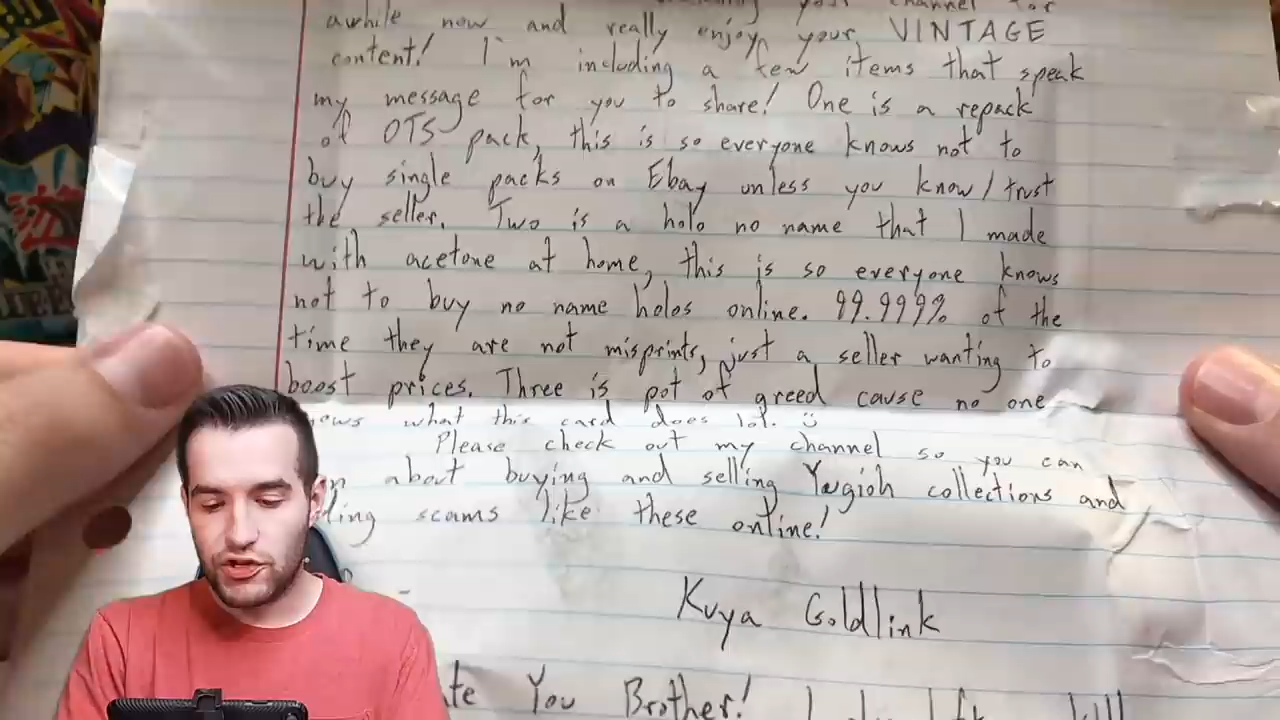 your channel for
awhile now and really enjoy your VINTAGE
content! I'm including a few items that speak
my message for you to share! One is a repack
of OTS pack, this is so everyone knows not to
buy single packs on Ebay unless you know/trust
the seller. Two is a holo no name that I made
with acetone at home, this is so everyone knows
not to buy no name holos online. 99.999% of the
time they are not misprints, just a seller wanting to
boost prices. Three is pot of greed cause no one
what this card does lol. :)
Please check out my channel so you can
about buying and selling Yugioh collections and
scams like these online!
Kuya Goldlink
You Brother! I